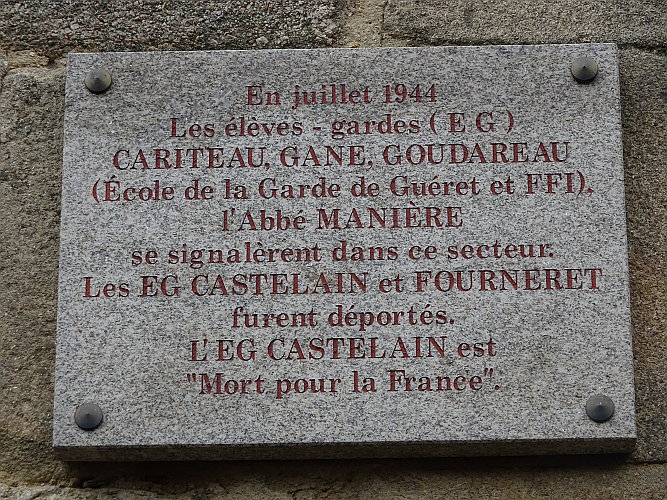 En juillet 1944
Les élèves - gardes ( E G )
CARITEAU, GANE, GOUDAREAU
(École de la Garde de Guéret et FFI),
l'Abbé MANIÈRE
se signalèrent dans ce secteur.
Les EG CASTELAIN et FOURNERET
furent déportés.
L' EG CASTELAIN est
"Mort pour la France".